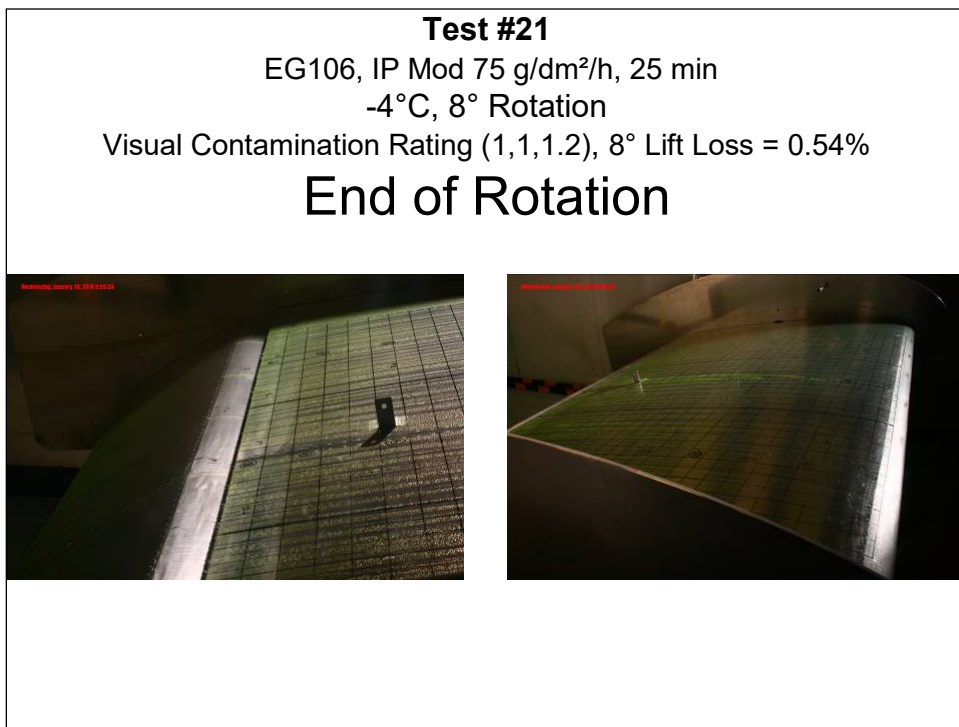 Test #21
EG106, IP Mod 75 g/dm²/h, 25 min
-4°C, 8° Rotation
Visual Contamination Rating (1,1,1.2), 8° Lift Loss = 0.54%
End of Rotation